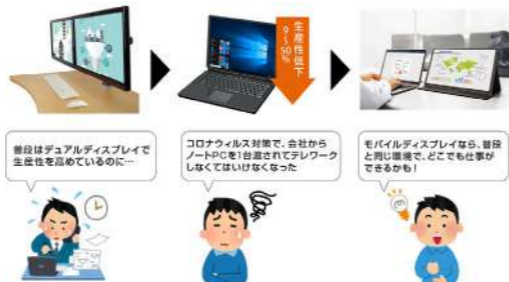 生産性低下
9～50%
普段はデュアルディスプレイで
生産性を高めているのに…
コロナウィルス対策で、会社から
ノートPCを1台渡されてテレワーク
しなくてはいけなくなった
モバイルディスプレイなら、普段
と同じ環境で、どこでも仕事が
できるかも！